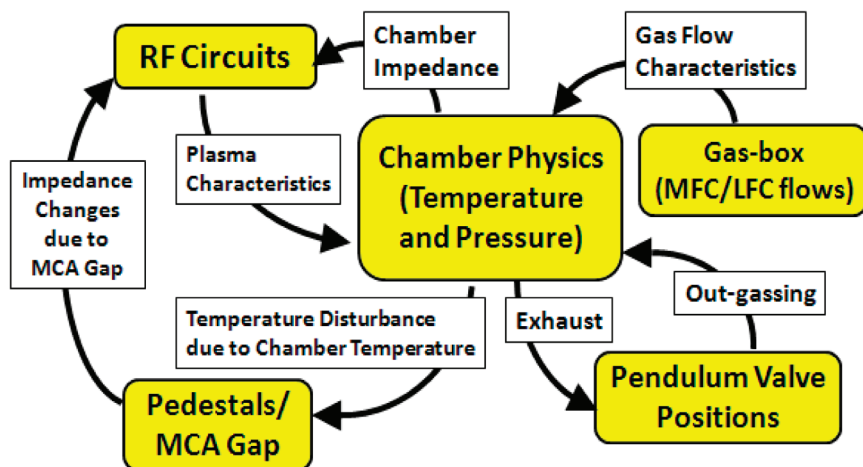 RF Circuits
Chamber
Impedance
Gas Flow
Characteristics
Plasma
Characteristics
Chamber Physics
(Temperature
and Pressure)
Gas-box
(MFC/LFC flows)
Impedance
Changes
due to
MCA Gap
Temperature Disturbance
due to Chamber Temperature
Exhaust
Out-gassing
Pedestals/
MCA Gap
Pendulum Valve
Positions